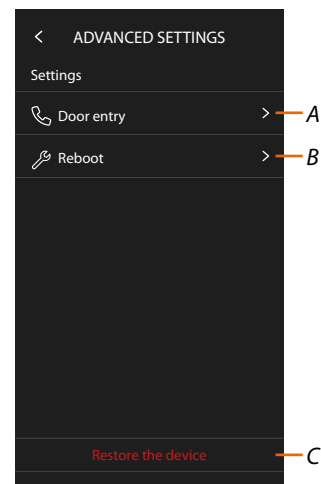 ADVANCED SETTINGS
Settings
Door entry
A
Reboot
B
Restore the device
C